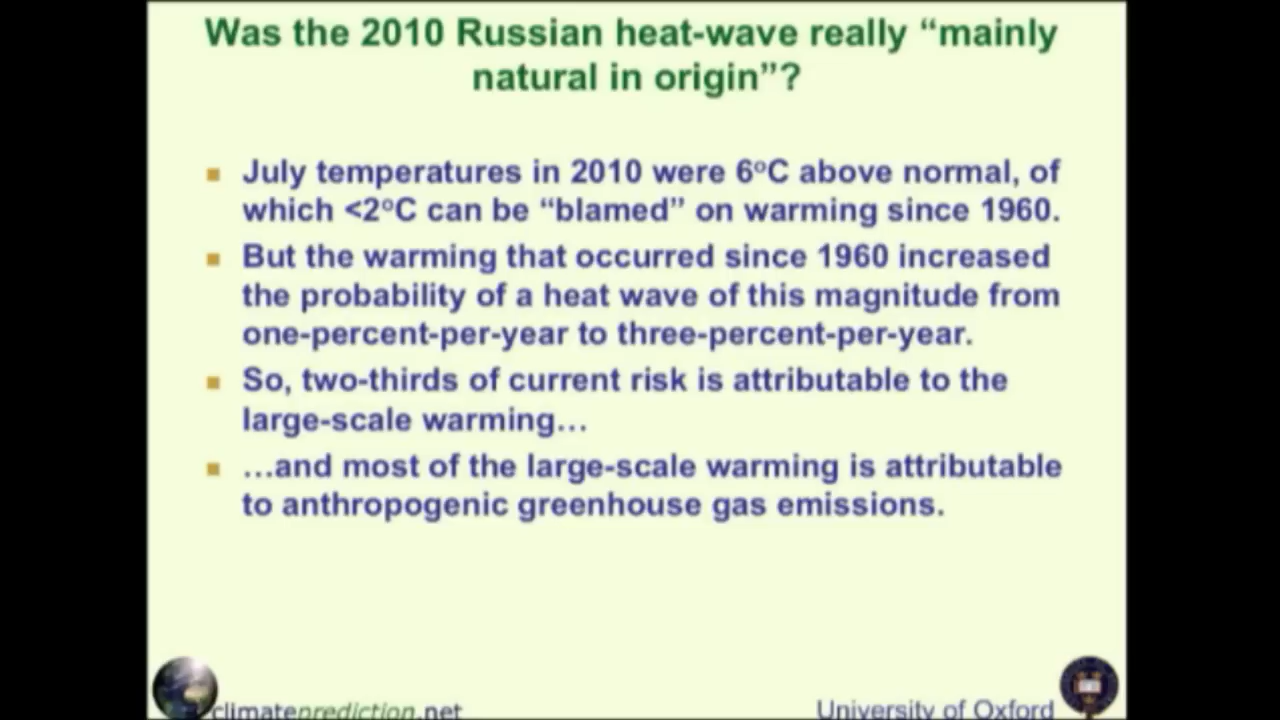 Was the 2010 Russian heat-wave really “mainly
natural in origin”?
July temperatures in 2010 were 6ºC above normal, of
which <2ºC can be “blamed” on warming since 1960.
But the warming that occurred since 1960 increased
the probability of a heat wave of this magnitude from
one-percent-per-year to three-percent-per-year.
So, two-thirds of current risk is attributable to the
large-scale warming…
…and most of the large-scale warming is attributable
to anthropogenic greenhouse gas emissions.
climateprediction.net
University of Oxford